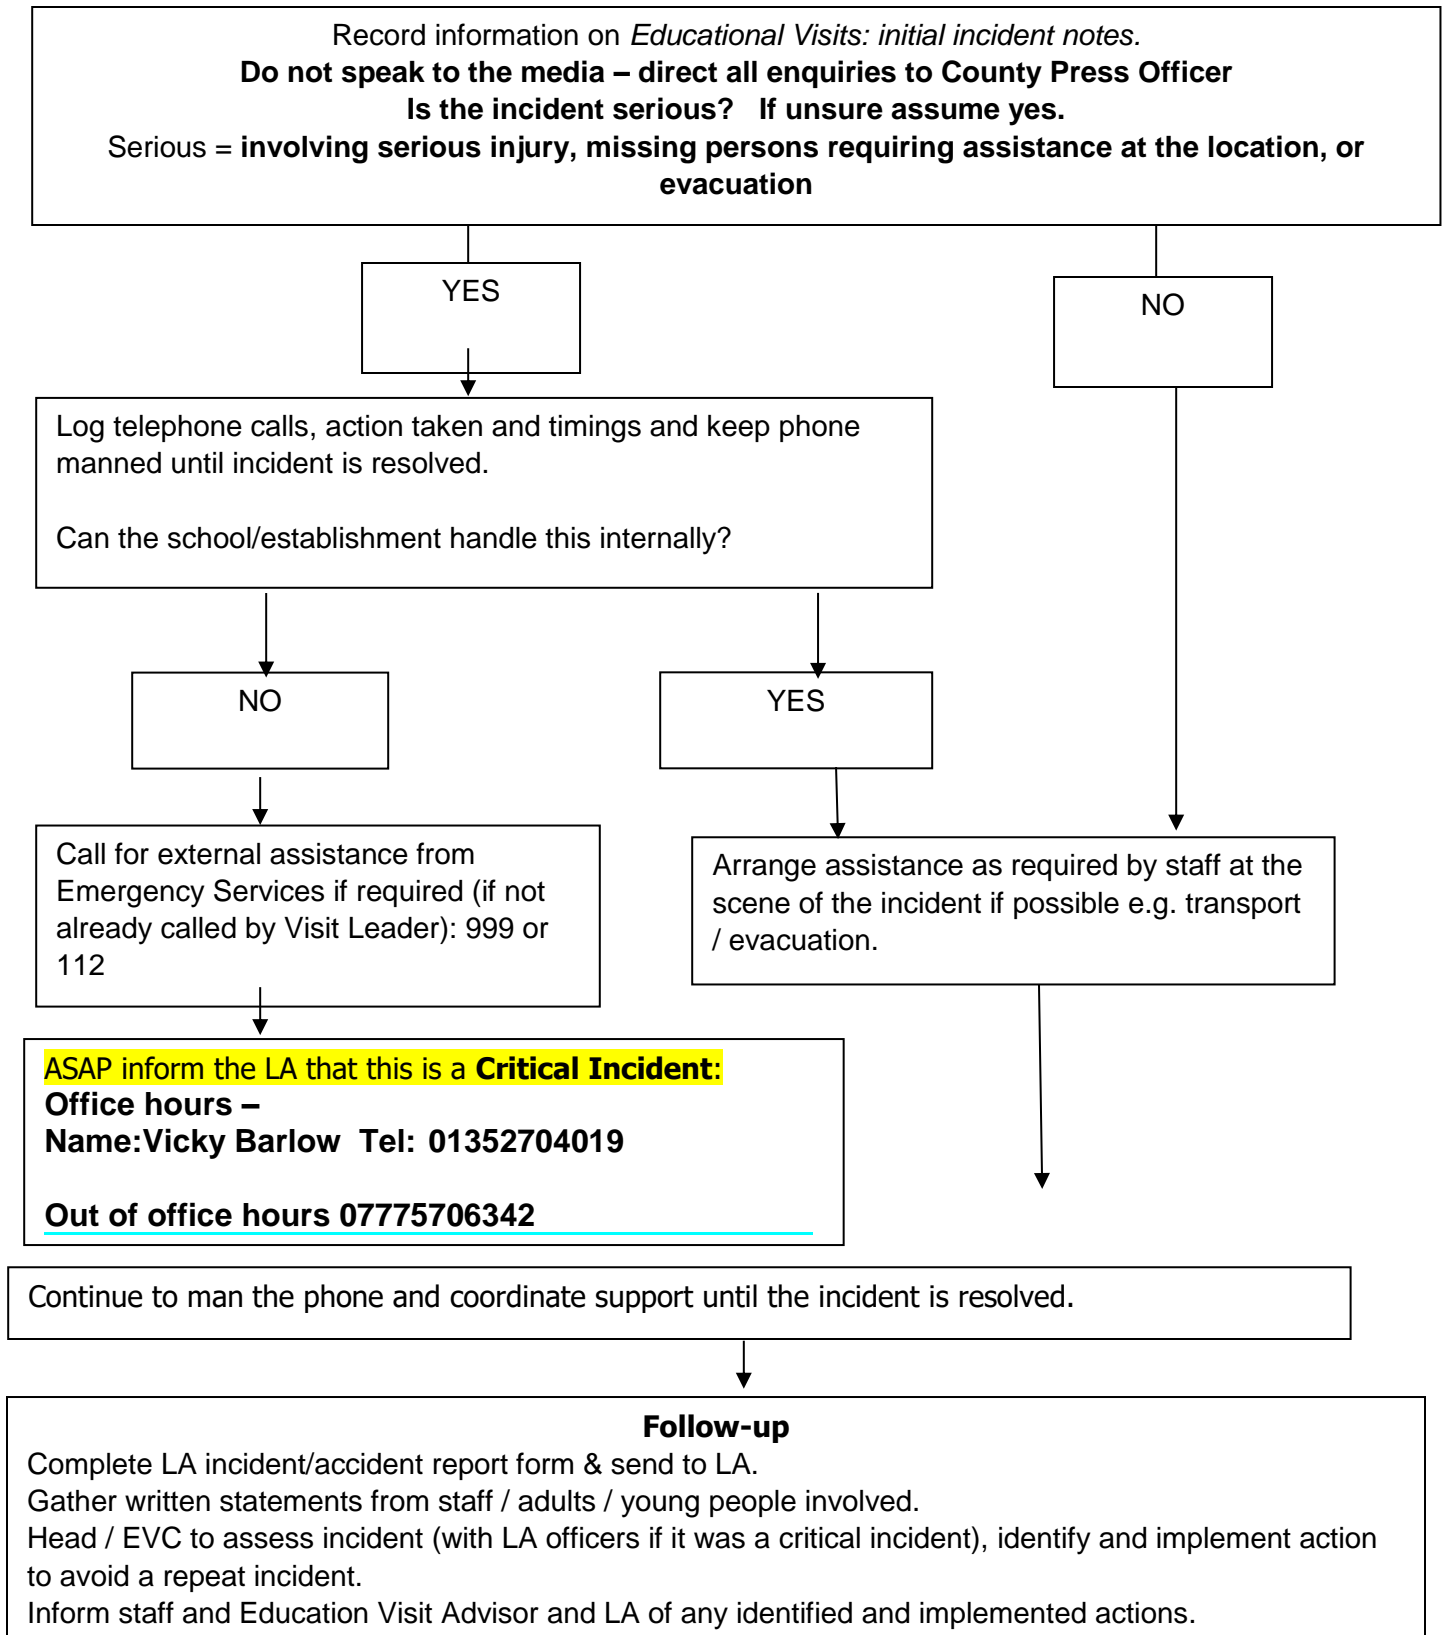 Record information on Educational Visits: initial incident notes.
Do not speak to the media – direct all enquiries to County Press Officer
Is the incident serious?   If unsure assume yes.
Serious = involving serious injury, missing persons requiring assistance at the location, or
evacuation
YES
NO
Log telephone calls, action taken and timings and keep phone
manned until incident is resolved.
Can the school/establishment handle this internally?
NO
YES
Call for external assistance from
Emergency Services if required (if not
already called by Visit Leader): 999 or
112
Arrange assistance as required by staff at the
scene of the incident if possible e.g. transport
/ evacuation.
ASAP inform the LA that this is a Critical Incident:
Office hours –
Name:Vicky Barlow  Tel: 01352704019
Out of office hours 07775706342
Continue to man the phone and coordinate support until the incident is resolved.
Follow-up
Complete LA incident/accident report form & send to LA.
Gather written statements from staff / adults / young people involved.
Head / EVC to assess incident (with LA officers if it was a critical incident), identify and implement action
to avoid a repeat incident.
Inform staff and Education Visit Advisor and LA of any identified and implemented actions.